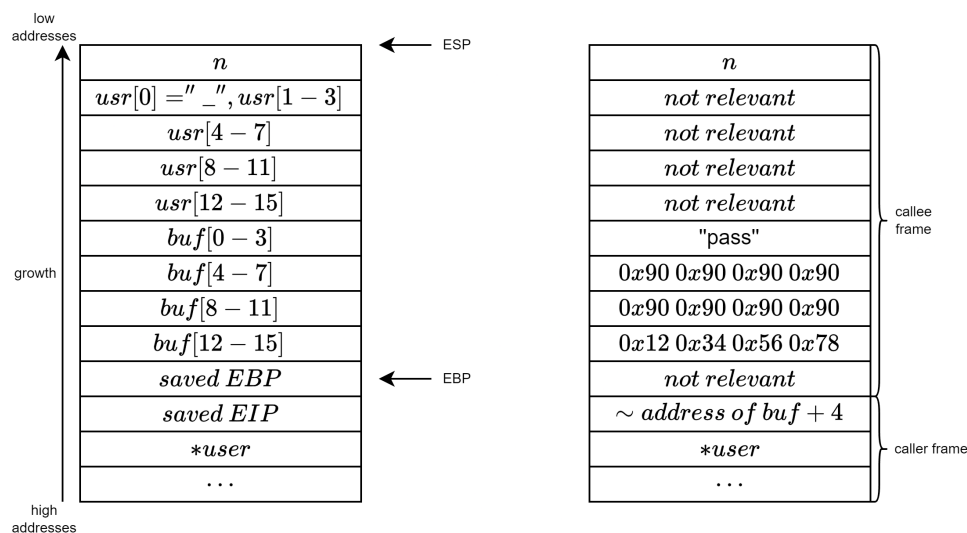 low
addresses
ESP
n
usr[0] =" _", usr[1 − 3]
usr[4 − 7]
usr[8 − 11]
usr[12 − 15]
buf[0 − 3]
growth
buf[4 − 7]
buf[8 − 11]
buf[12 − 15]
saved EBP
EBP
saved EIP
∗user
...
high
addresses
n
not relevant
not relevant
not relevant
not relevant
"pass"
0x90 0x90 0x90 0x90
0x90 0x90 0x90 0x90
0x12 0x34 0x56 0x78
not relevant
∼ address of buf + 4
∗user
...
callee
frame
caller frame